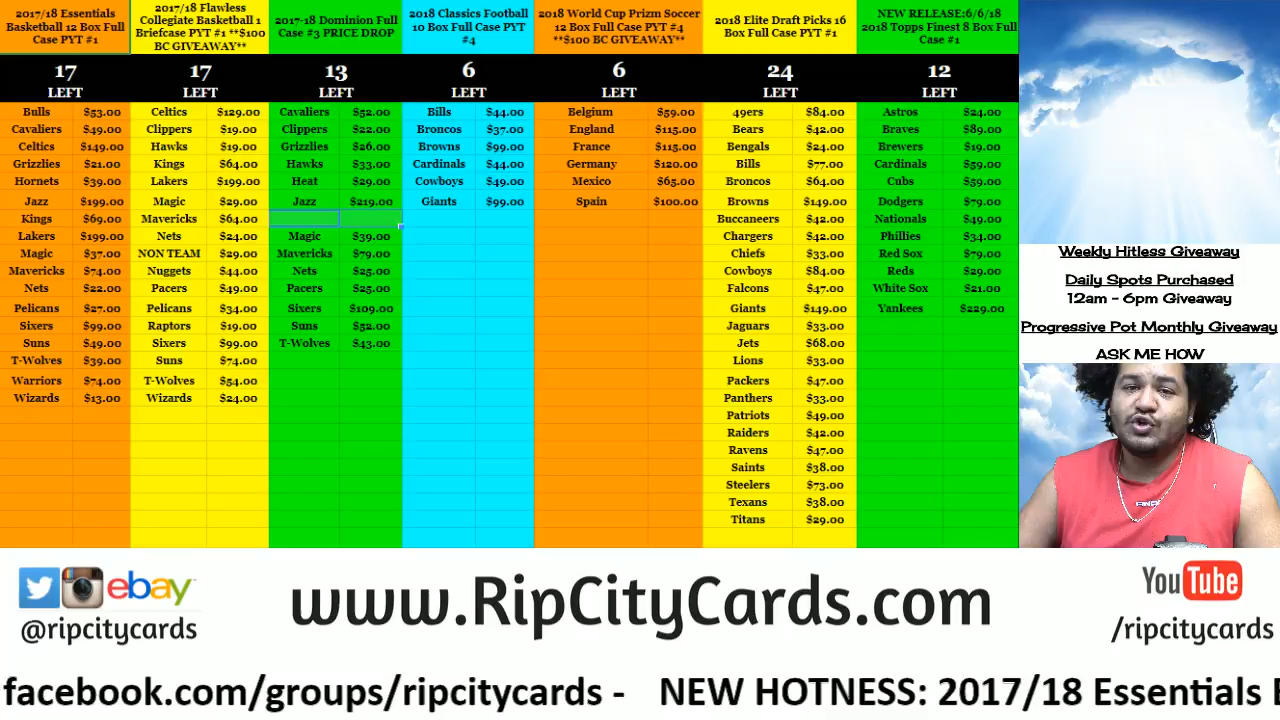 2017/18 Essentials Basketball 12 Box Full Case PYT #1
17 LEFT
Bulls $53.00
Cavaliers $49.00
Celtics $149.00
Grizzlies $21.00
Hornets $39.00
Jazz $199.00
Kings $69.00
Lakers $199.00
Magic $37.00
Mavericks $74.00
Nets $22.00
Pelicans $27.00
Sixers $99.00
Suns $49.00
T-Wolves $39.00
Warriors $74.00
Wizards $13.00
2017/18 Flawless Collegiate Basketball 1 Briefcase PYT #1 **$100 BC GIVEAWAY**
17 LEFT
Celtics $129.00
Clippers $19.00
Hawks $19.00
Kings $64.00
Lakers $199.00
Magic $29.00
Mavericks $64.00
Nets $24.00
NON TEAM $29.00
Nuggets $44.00
Pacers $49.00
Pelicans $34.00
Raptors $19.00
Sixers $99.00
Suns $74.00
T-Wolves $54.00
Wizards $24.00
2017-18 Dominion Full Case #3 PRICE DROP
13 LEFT
Cavaliers $52.00
Clippers $22.00
Grizzlies $26.00
Hawks $33.00
Heat $29.00
Jazz $219.00
Magic $39.00
Mavericks $79.00
Nets $25.00
Pacers $25.00
Sixers $109.00
Suns $52.00
T-Wolves $43.00
2018 Classics Football 10 Box Full Case PYT #4
6 LEFT
Bills $44.00
Broncos $37.00
Browns $99.00
Cardinals $44.00
Cowboys $49.00
Giants $99.00
2018 World Cup Prizm Soccer 12 Box Full Case PYT #4 **$100 BC GIVEAWAY**
6 LEFT
Belgium $59.00
England $115.00
France $115.00
Germany $120.00
Mexico $65.00
Spain $100.00
2018 Elite Draft Picks 16 Box Full Case PYT #1
24 LEFT
49ers $84.00
Bears $42.00
Bengals $24.00
Bills $77.00
Broncos $64.00
Browns $149.00
Buccaneers $42.00
Chargers $42.00
Chiefs $33.00
Cowboys $84.00
Falcons $47.00
Giants $149.00
Jaguars $33.00
Jets $68.00
Lions $33.00
Packers $47.00
Panthers $33.00
Patriots $49.00
Raiders $42.00
Ravens $47.00
Saints $38.00
Steelers $73.00
Texans $38.00
Titans $29.00
NEW RELEASE:6/6/18 2018 Topps Finest 8 Box Full Case #1
12 LEFT
Astros $24.00
Braves $89.00
Brewers $19.00
Cardinals $59.00
Cubs $59.00
Dodgers $79.00
Nationals $49.00
Phillies $34.00
Red Sox $79.00
Reds $29.00
White Sox $21.00
Yankees $229.00
Weekly Hitless Giveaway
Daily Spots Purchased
12am - 6pm Giveaway
Progressive Pot Monthly Giveaway
ASK ME HOW
ebay
@ripcitycards
www.RipCityCards.com
YouTube
/ripcitycards
facebook.com/groups/ripcitycards - NEW HOTNESS: 2017/18 Essentials